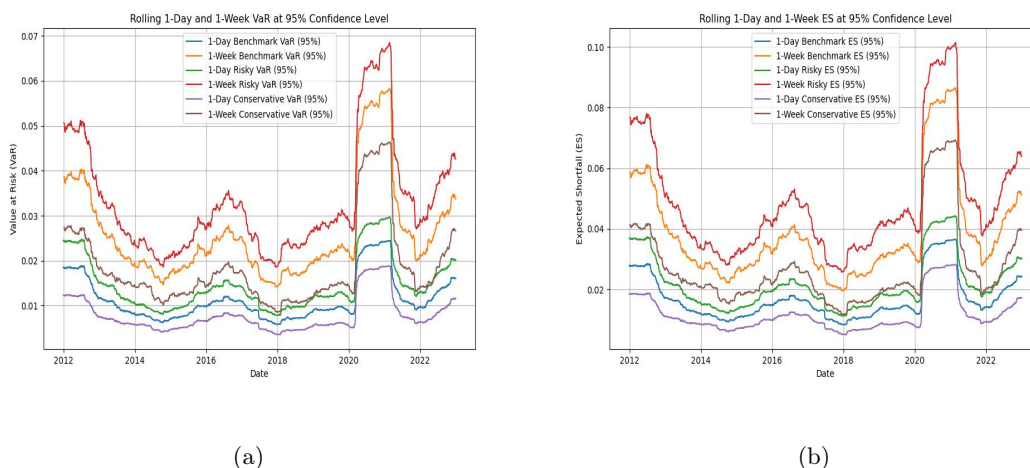 Rolling 1-Day and 1-Week VaR at 95% Confidence Level
1-Day Benchmark VaR (95%)
1-Week Benchmark VaR (95%)
1-Day Risky VaR (95%)
1-Week Risky VaR (95%)
1-Day Conservative VaR (95%)
1-Week Conservative VaR (95%)
Value at Risk (VaR)
0.07
0.06
0.05
0.04
0.03
0.02
0.01
2012 2014 2016 2018 2020 2022
Date
(a)
Rolling 1-Day and 1-Week ES at 95% Confidence Level
1-Day Benchmark ES (95%)
1-Week Benchmark ES (95%)
1-Day Risky ES (95%)
1-Week Risky ES (95%)
1-Day Conservative ES (95%)
1-Week Conservative ES (95%)
Expected Shortfall (ES)
0.10
0.08
0.06
0.04
0.02
2012 2014 2016 2018 2020 2022
Date
(b)